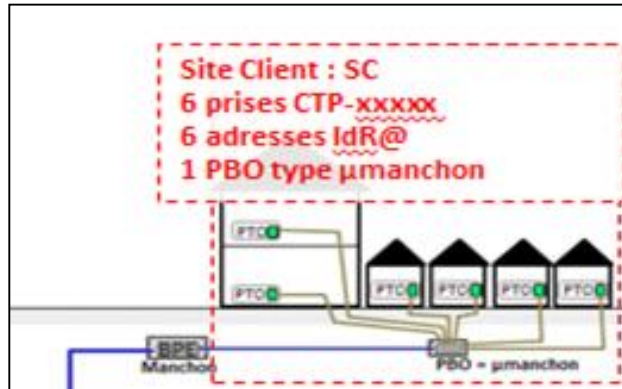 Site Client : SC
6 prises CTP-xxxxx
6 adresses IdR@
1 PBO type µmanchon
PTO
PTO PTO PTO PTO PTO
BPE
Manchon
PBO = µmanchon